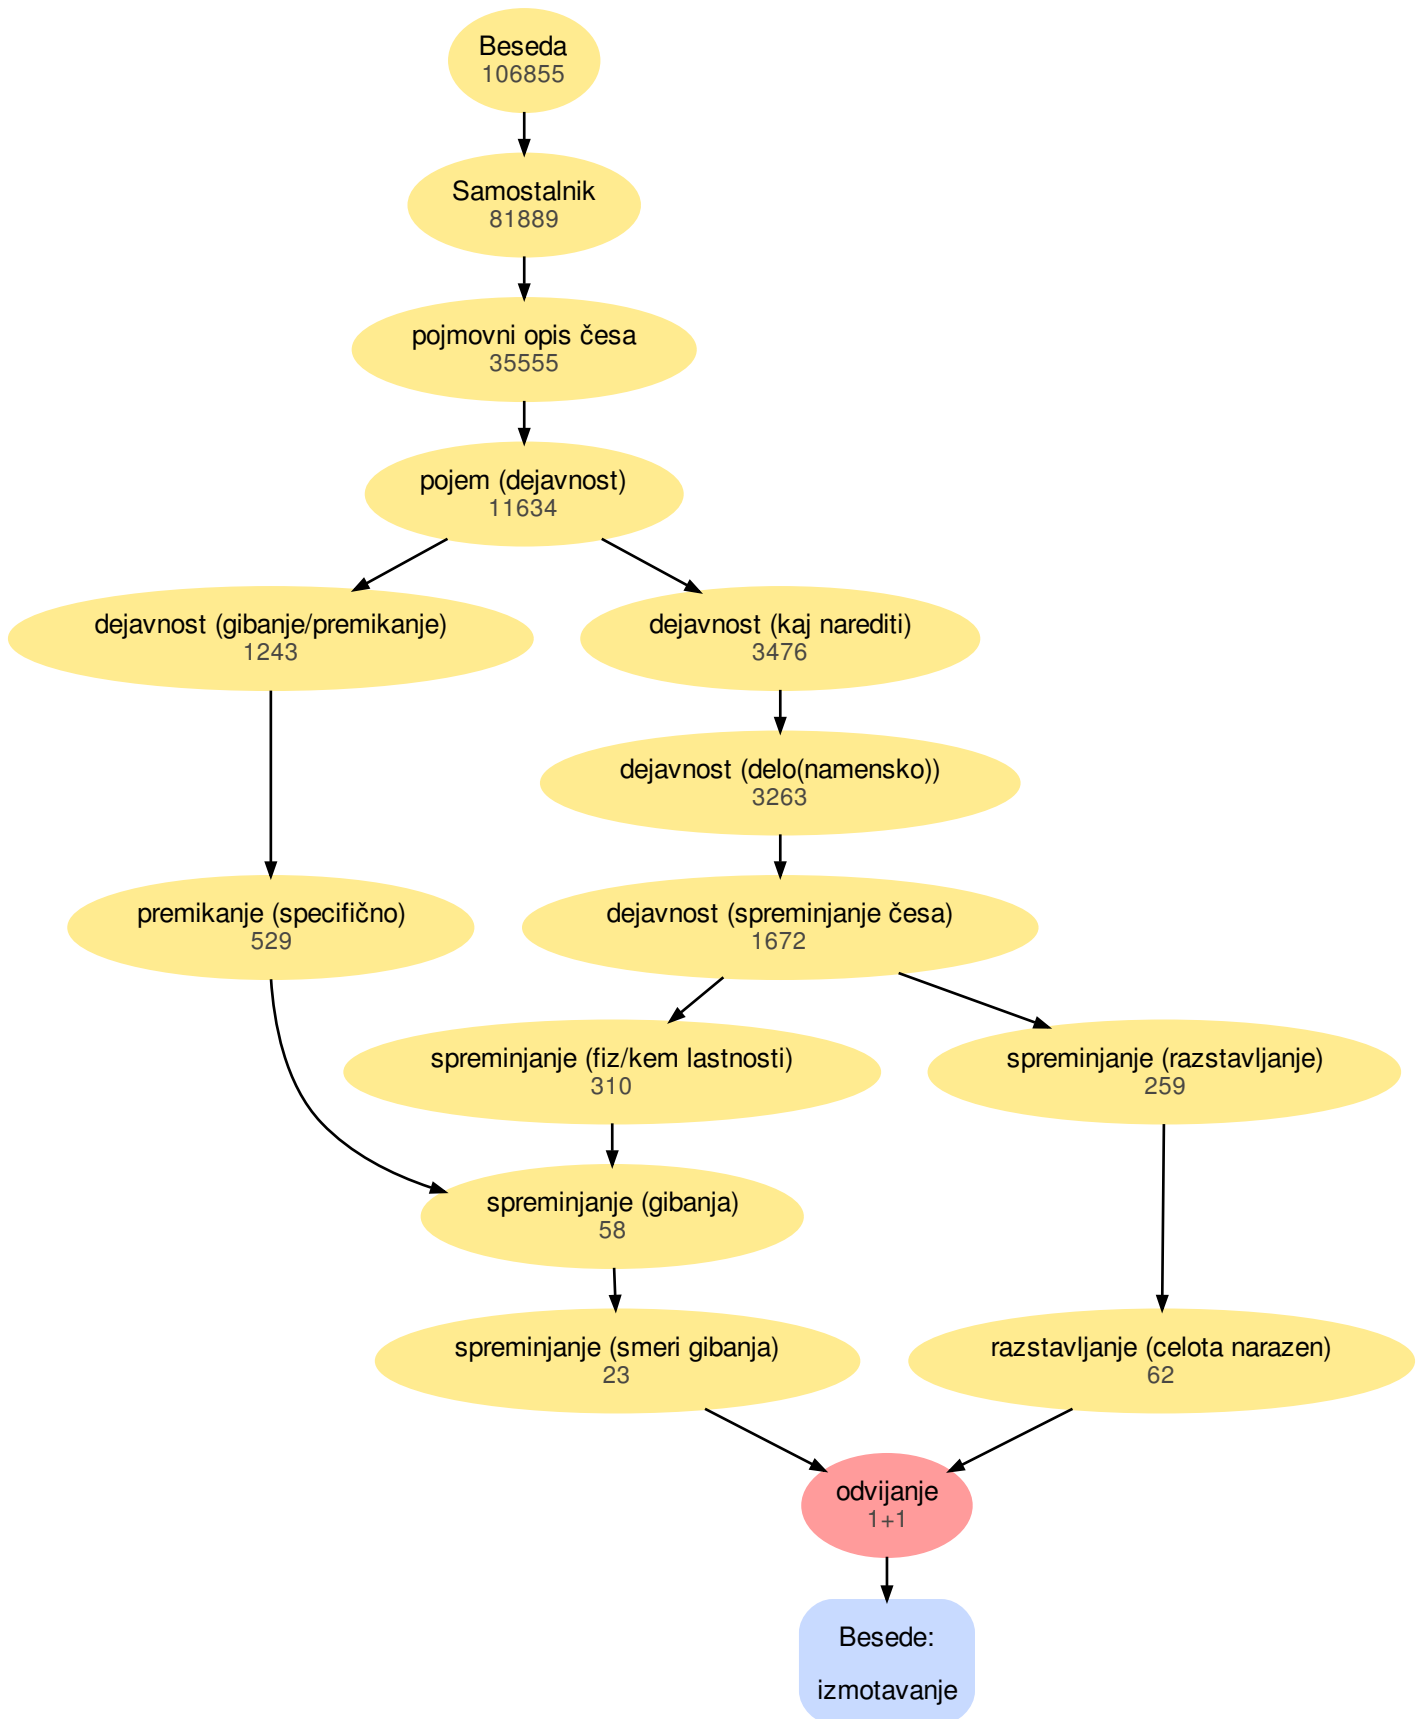 Beseda
106855
Samostalnik
81889
pojmovni opis česa
35555
pojem (dejavnost)
11634
dejavnost (gibanje/premikanje)
1243
dejavnost (kaj narediti)
3476
dejavnost (delo(namensko))
3263
premikanje (specifično)
529
dejavnost (spreminjanje česa)
1672
spreminjanje (fiz/kem lastnosti)
310
spreminjanje (razstavljanje)
259
spreminjanje (gibanja)
58
spreminjanje (smeri gibanja)
23
razstavljanje (celota narazen)
62
odvijanje
1+1
Besede:
izmotavanje